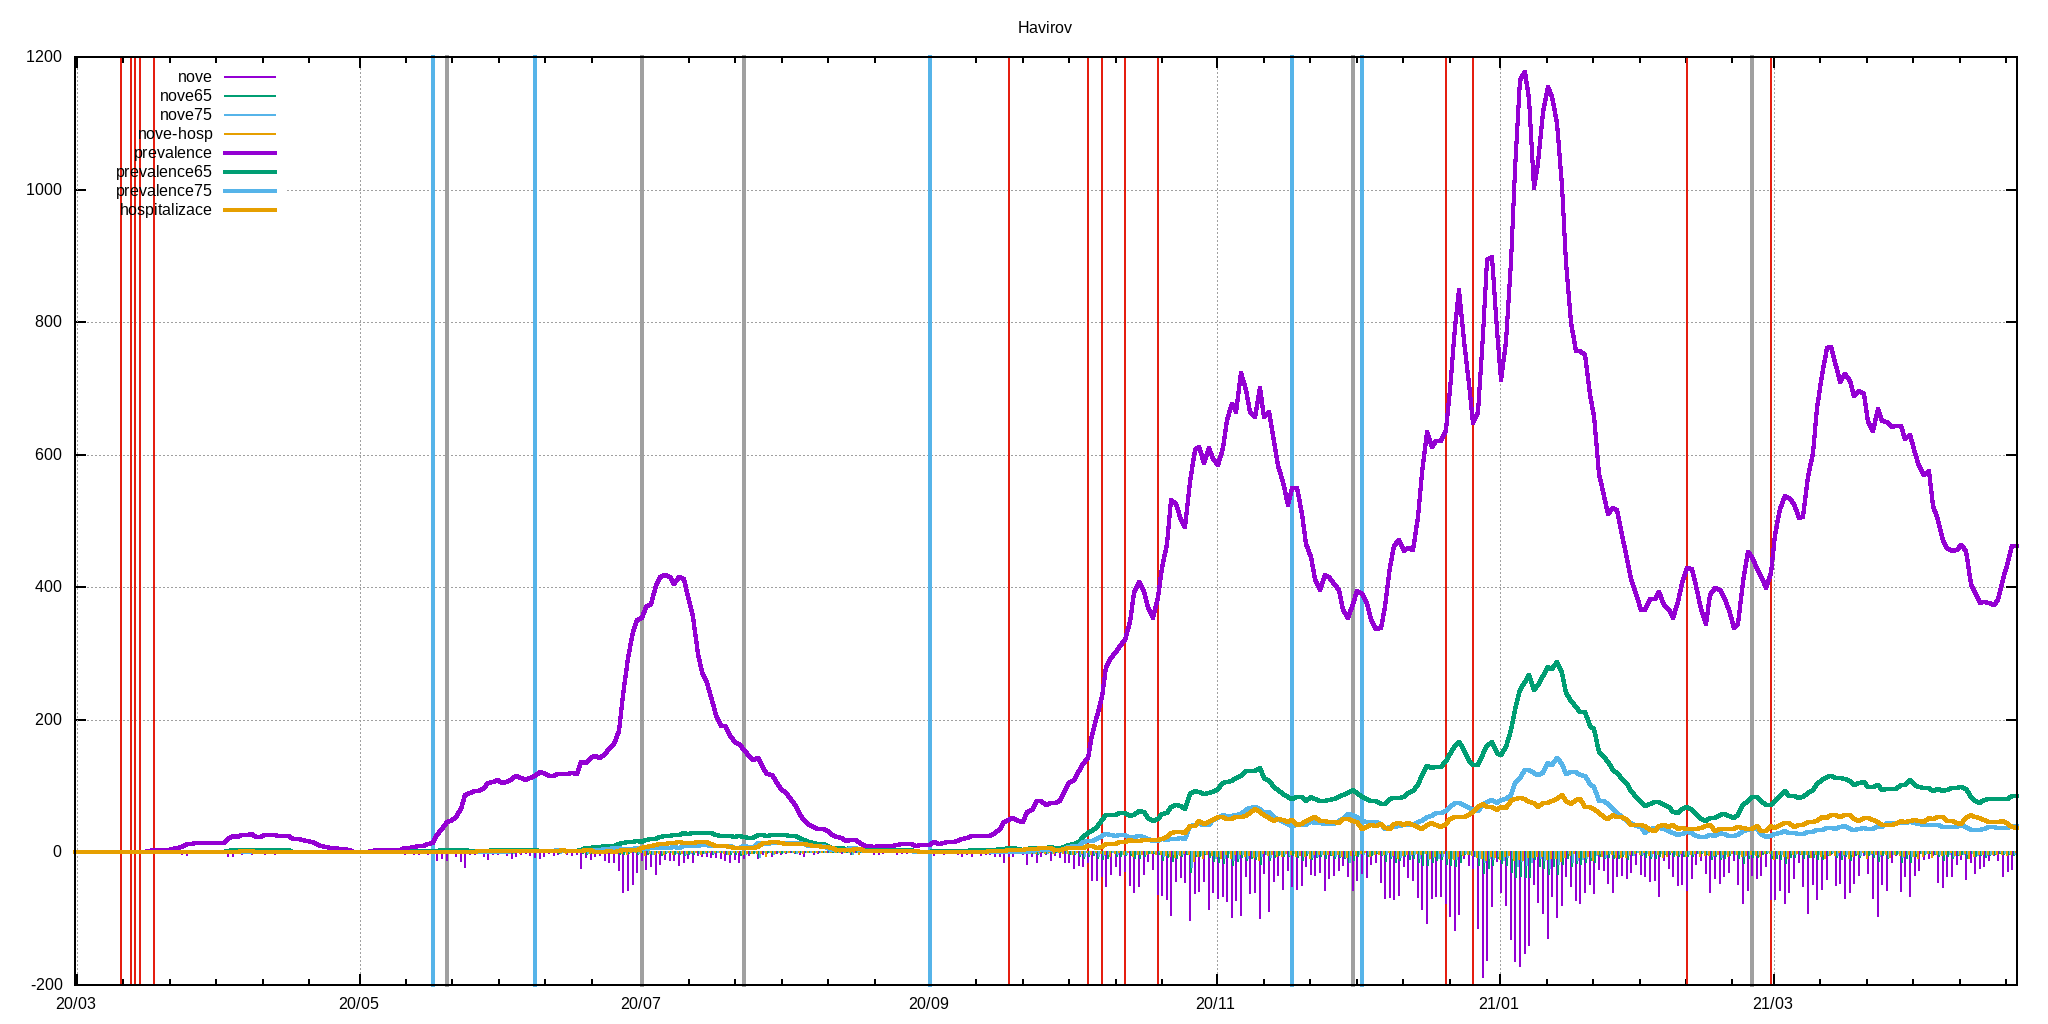 Havirov
1200
1000
800
600
400
200
0
-200
nove
nove65
nove75
nove-hosp
prevalence
prevalence65
prevalence75
hospitalizace
20/03 20/05 20/07 20/09 20/11 21/01 21/03